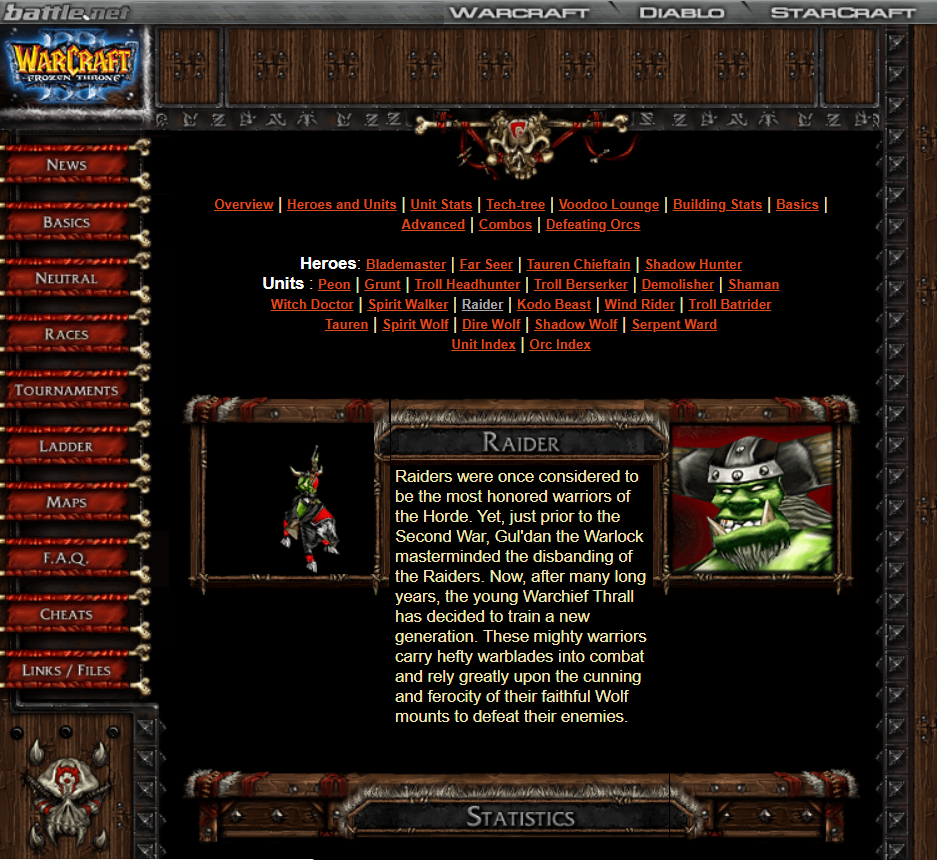 battle.net WARCRAFT DIABLO STARCRAFT
WARCRAFT
FROZEN THRONE
III
NEWS
BASICS
NEUTRAL
RACES
TOURNAMENTS
LADDER
MAPS
F.A.Q.
CHEATS
LINKS / FILES
Overview | Heroes and Units | Unit Stats | Tech-tree | Voodoo Lounge | Building Stats | Basics |
Advanced | Combos | Defeating Orcs
Heroes: Blademaster | Far Seer | Tauren Chieftain | Shadow Hunter
Units : Peon | Grunt | Troll Headhunter | Troll Berserker | Demolisher | Shaman
Witch Doctor | Spirit Walker | Raider | Kodo Beast | Wind Rider | Troll Batrider
Tauren | Spirit Wolf | Dire Wolf | Shadow Wolf | Serpent Ward
Unit Index | Orc Index
RAIDER
Raiders were once considered to
be the most honored warriors of
the Horde. Yet, just prior to the
Second War, Gul'dan the Warlock
masterminded the disbanding of
the Raiders. Now, after many long
years, the young Warchief Thrall
has decided to train a new
generation. These mighty warriors
carry hefty warblades into combat
and rely greatly upon the cunning
and ferocity of their faithful Wolf
mounts to defeat their enemies.
STATISTICS